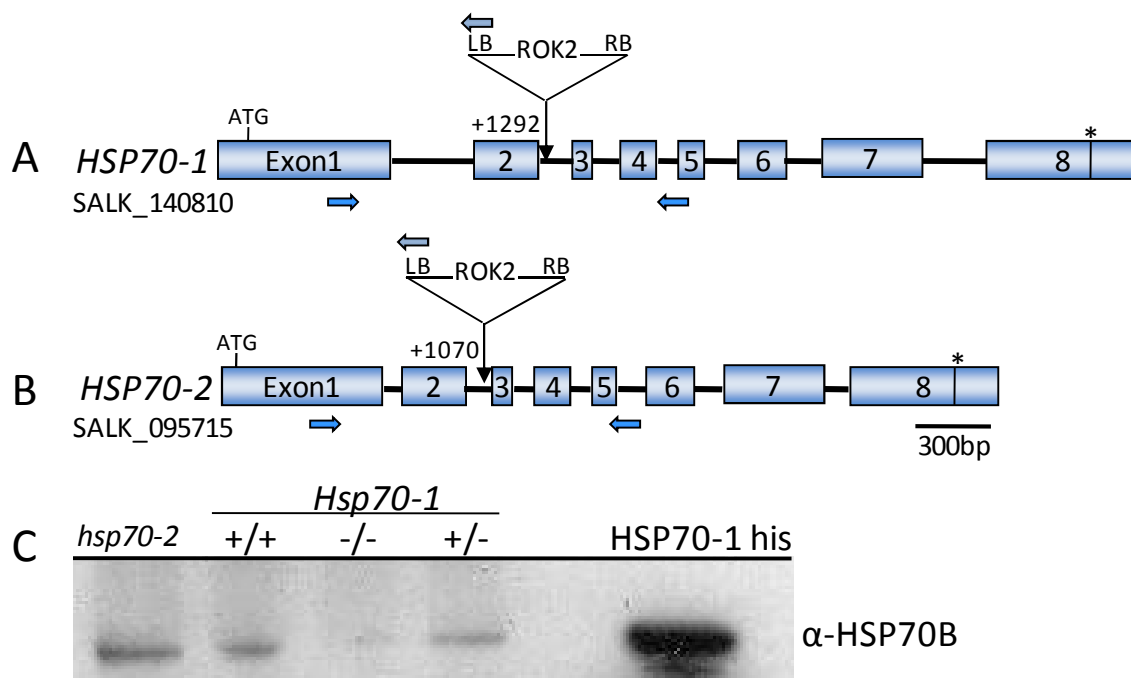 LB ROK2 RB
ATG
+1292
*
A HSP70-1 Exon1 2 3 4 5 6 7 8
SALK_140810
LB ROK2 RB
ATG
+1070
*
B HSP70-2 Exon1 2 3 4 5 6 7 8
SALK_095715
300bp
Hsp70-1
C hsp70-2 +/+ -/- +/- HSP70-1 his
α-HSP70B